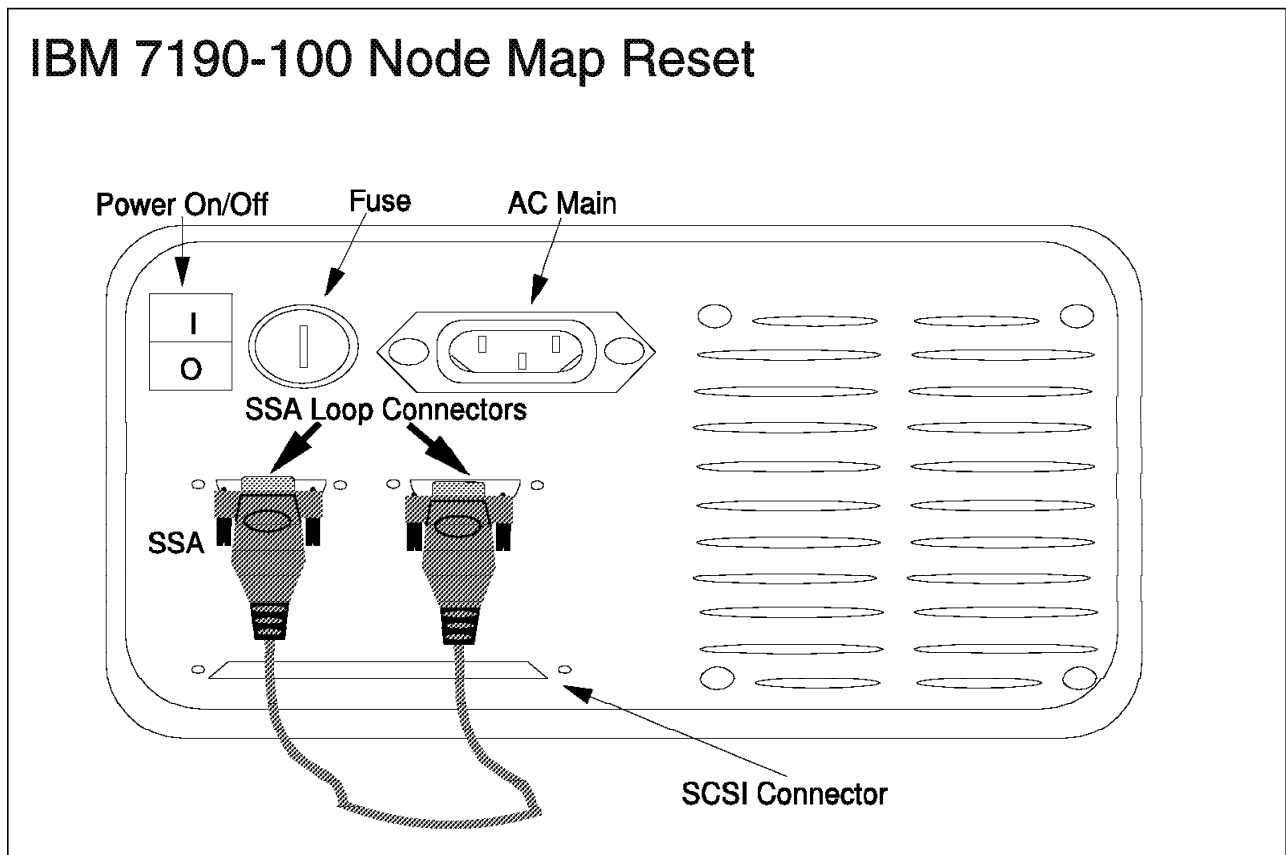 IBM 7190-100 Node Map Reset
Power On/Off
Fuse
AC Main
I
O
SSA Loop Connectors
SSA
SCSI Connector